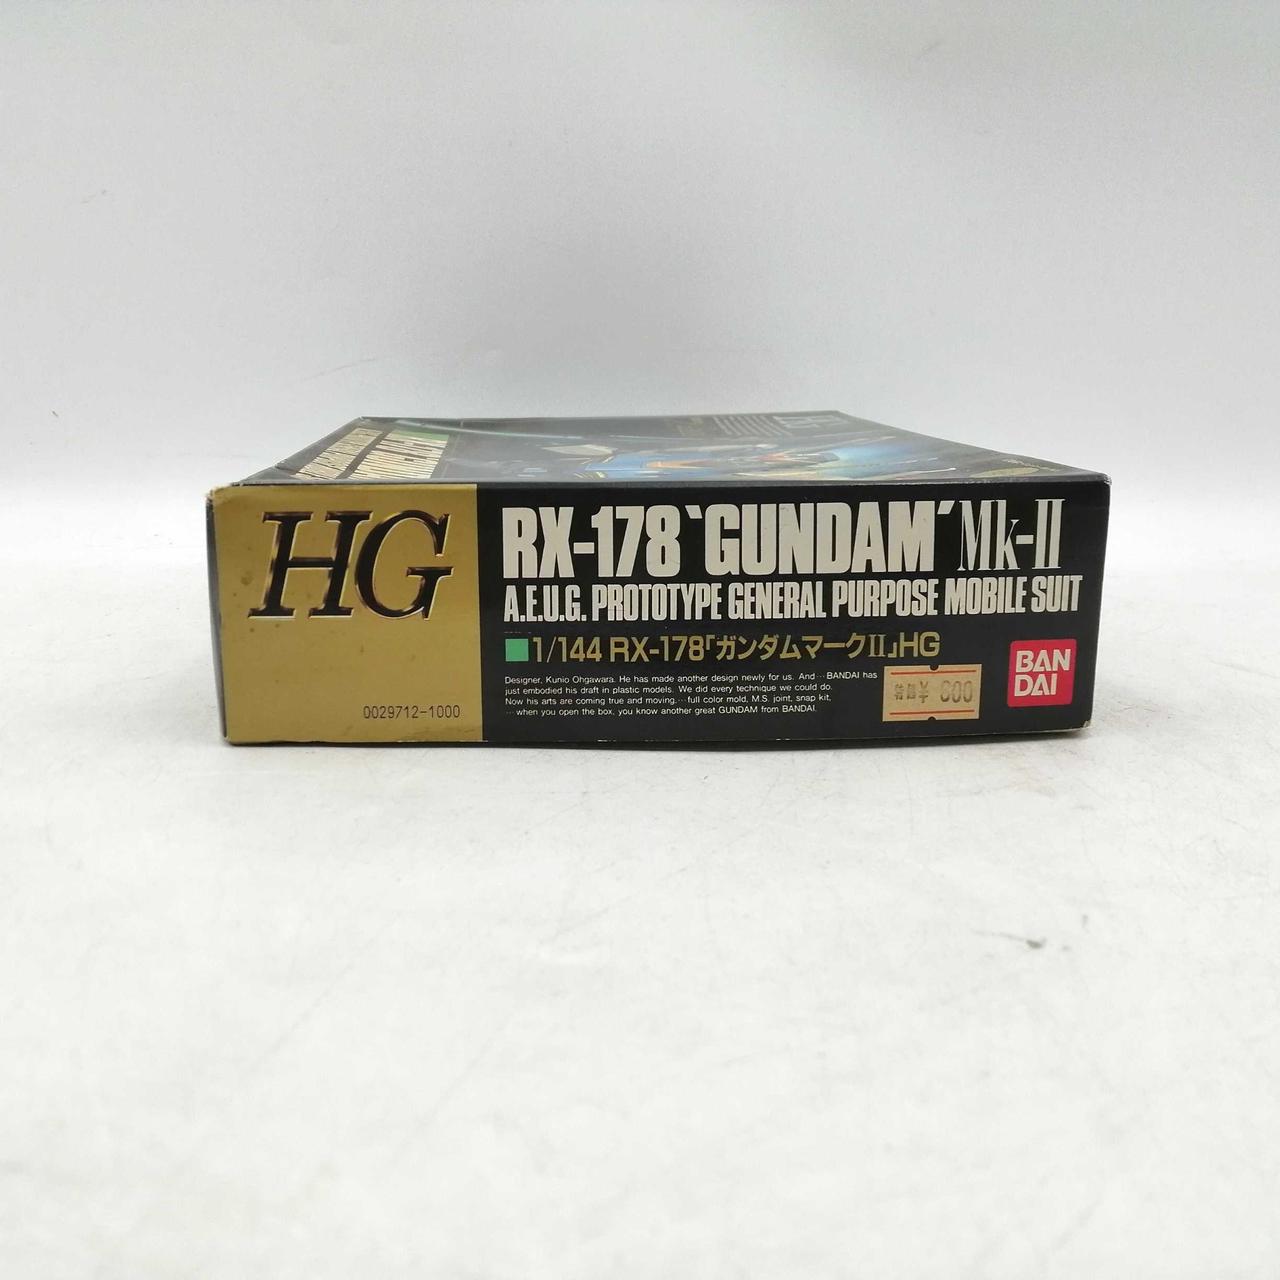 HG
0029712-1000
RX-178 `GUNDAM´ Mk-II
A.E.U.G. PROTOTYPE GENERAL PURPOSE MOBILE SUIT
■1/144 RX-178「ガンダムマークII」HG
Designer, Kunio Ohgawara. He has made another design newly for us. And… BANDAI has
just embodied his draft in plastic models. We did every technique we could do.
Now his arts are coming true and moving.…full color mold, M.S. joint, snap kit,
…when you open the box, you know another great GUNDAM from BANDAI.
¥ 800
BAN
DAI